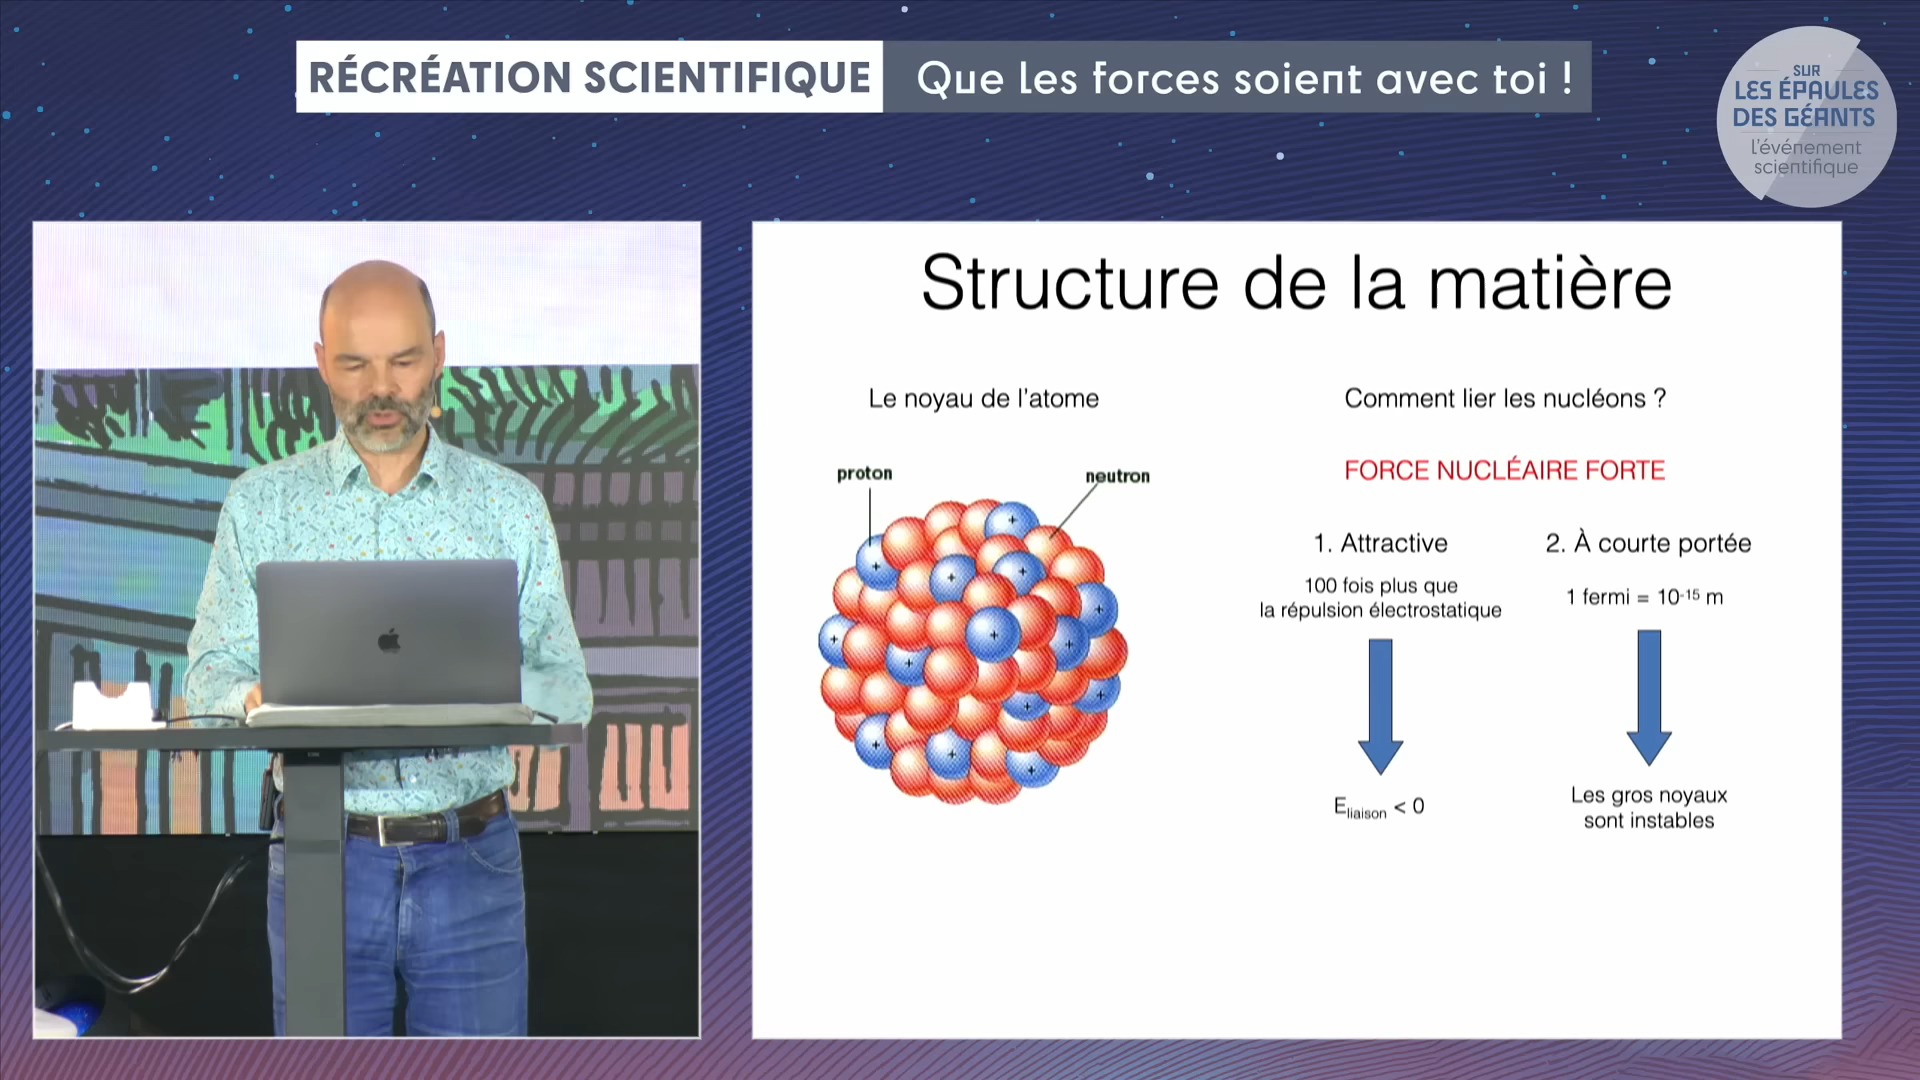 RÉCRÉATION SCIENTIFIQUE
Que les forces soient avec toi !
SUR
LES ÉPAULES
DES GÉANTS
L'événement
scientifique
Structure de la matière
Le noyau de l'atome
proton
neutron
+
+
+
+
+
+
+
+
+
+
+
+
+
+
Comment lier les nucléons ?
FORCE NUCLÉAIRE FORTE
1. Attractive
100 fois plus que
la répulsion électrostatique
Eliaison < 0
2. À courte portée
1 fermi = 10-15 m
Les gros noyaux
sont instables